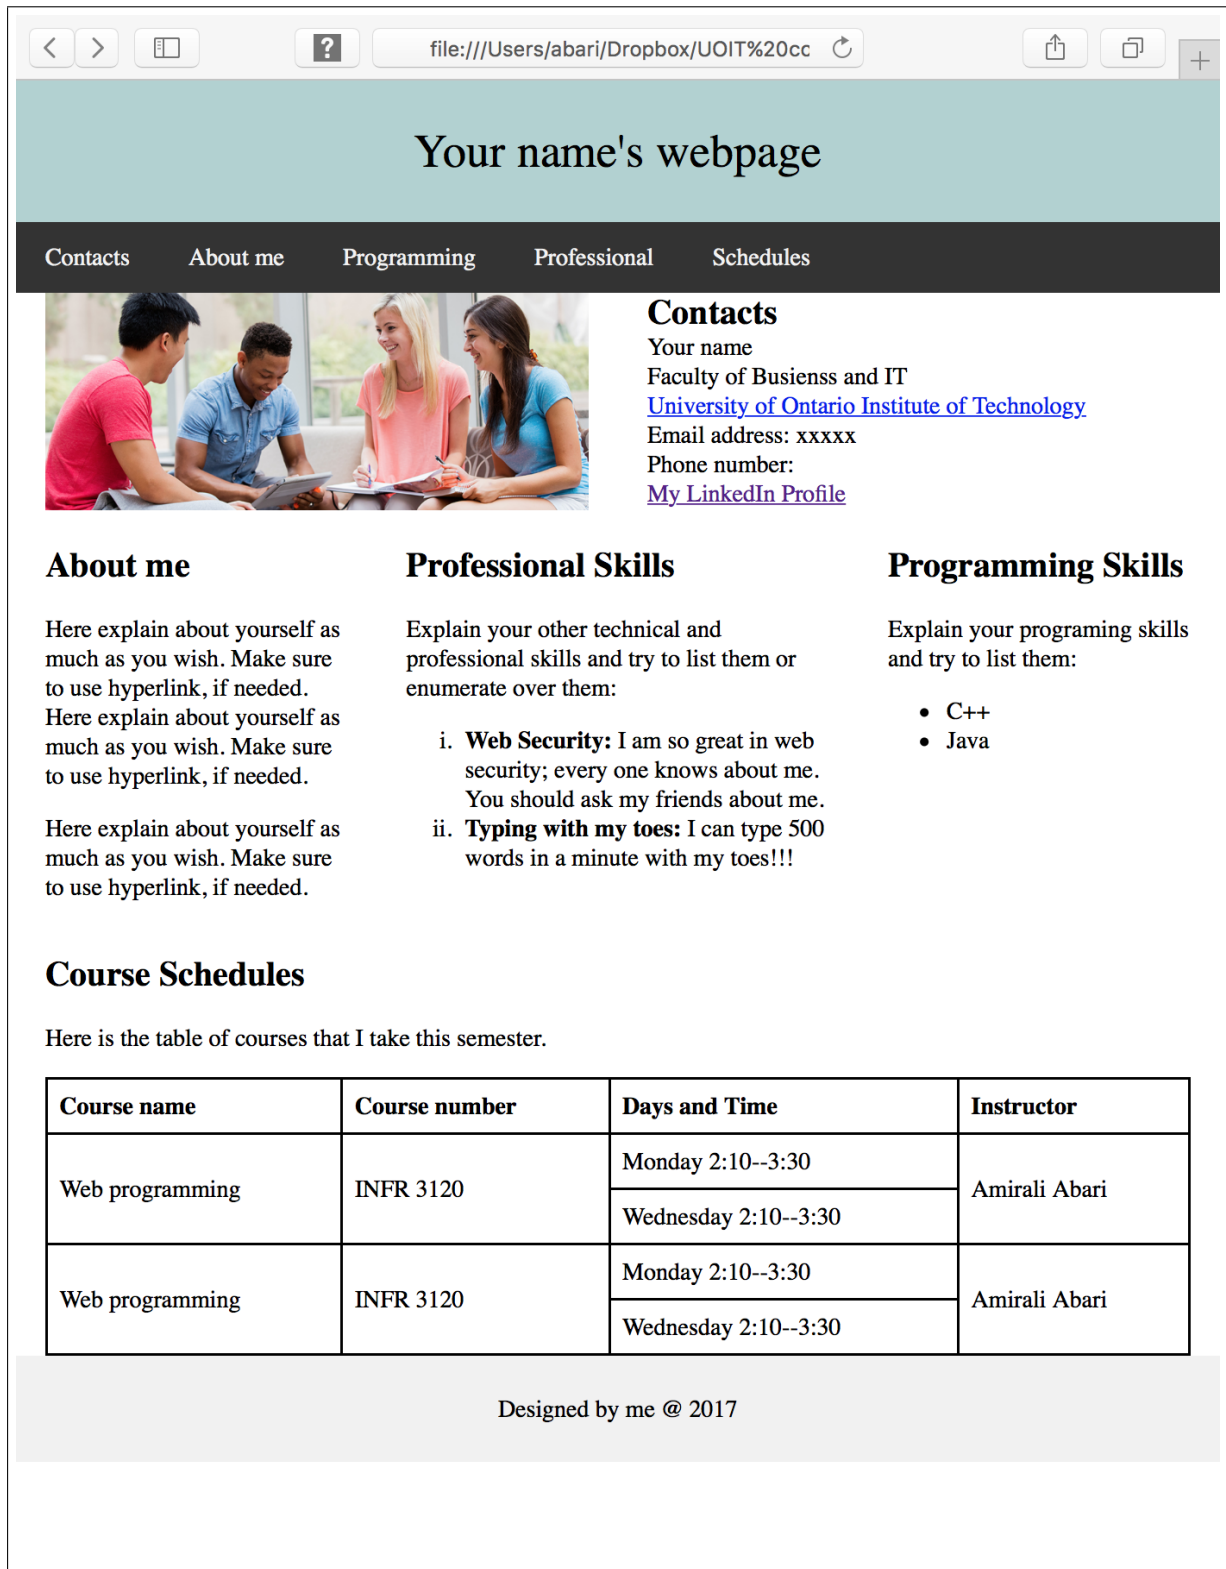 file:///Users/abari/Dropbox/UOIT%20cc
Your name's webpage
Contacts About me Programming Professional Schedules
Contacts
Your name
Faculty of Busienss and IT
University of Ontario Institute of Technology
Email address: xxxxx
Phone number:
My LinkedIn Profile
About me
Here explain about yourself as
much as you wish. Make sure
to use hyperlink, if needed.
Here explain about yourself as
much as you wish. Make sure
to use hyperlink, if needed.
Here explain about yourself as
much as you wish. Make sure
to use hyperlink, if needed.
Professional Skills
Explain your other technical and
professional skills and try to list them or
enumerate over them:
i. Web Security: I am so great in web
security; every one knows about me.
You should ask my friends about me.
ii. Typing with my toes: I can type 500
words in a minute with my toes!!!
Programming Skills
Explain your programing skills
and try to list them:
• C++
• Java
Course Schedules
Here is the table of courses that I take this semester.
Course name Course number Days and Time Instructor
Web programming INFR 3120 Monday 2:10--3:30 Amirali Abari
Wednesday 2:10--3:30
Web programming INFR 3120 Monday 2:10--3:30 Amirali Abari
Wednesday 2:10--3:30
Designed by me @ 2017